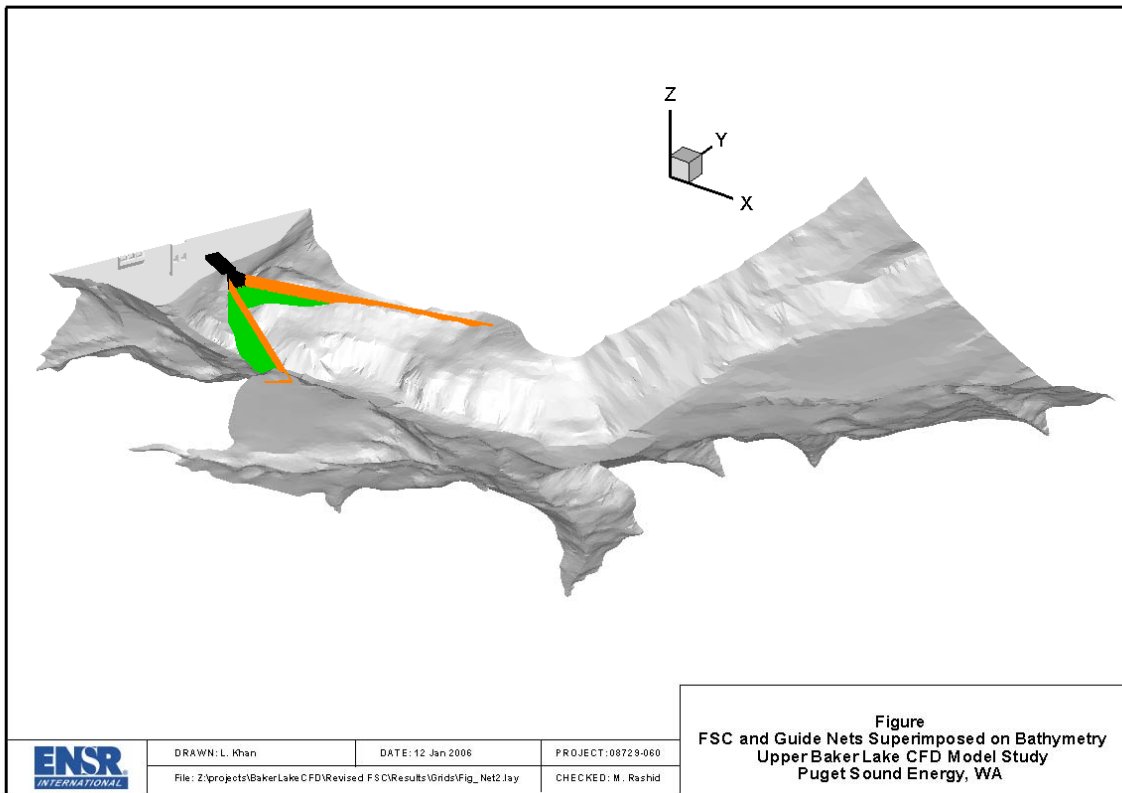 Z
Y
X
ENSR
INTERNATIONAL
DRAWN: L. Khan
DATE: 12 Jan 2006
PROJECT: 08729-060
File: Z:\projects\BakerLakeCFD\Revised FSC\Results\Grids\Fig_Net2.lay
CHECKED: M. Rashid
Figure
FSC and Guide Nets Superimposed on Bathymetry
Upper Baker Lake CFD Model Study
Puget Sound Energy, WA